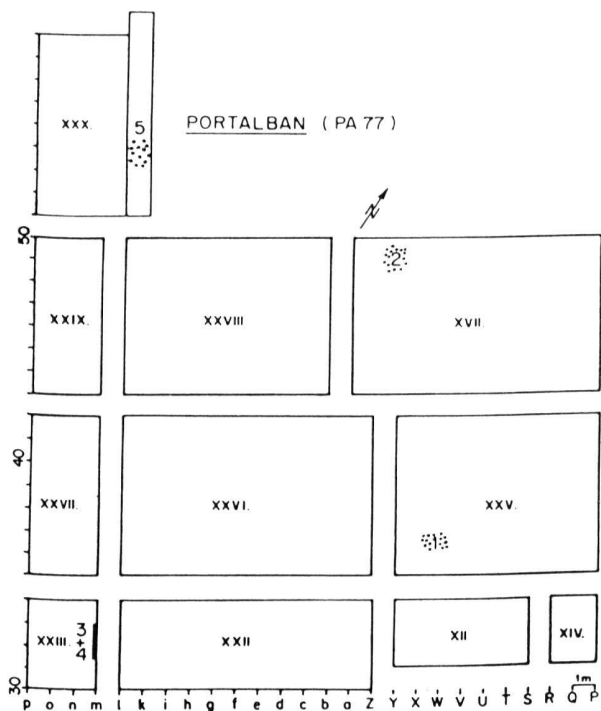 5
XXX.
PORTALBAN (PA 77)
N
50
2
XXIX.
XXVIII
XVII.
40
XXVII.
XXVI.
XXV.
1
3
XXIII. +
4
XXII
XII
XIV.
30
1m
p o n m l k i h g f e d c b a Z Y X W V U T S R Q P